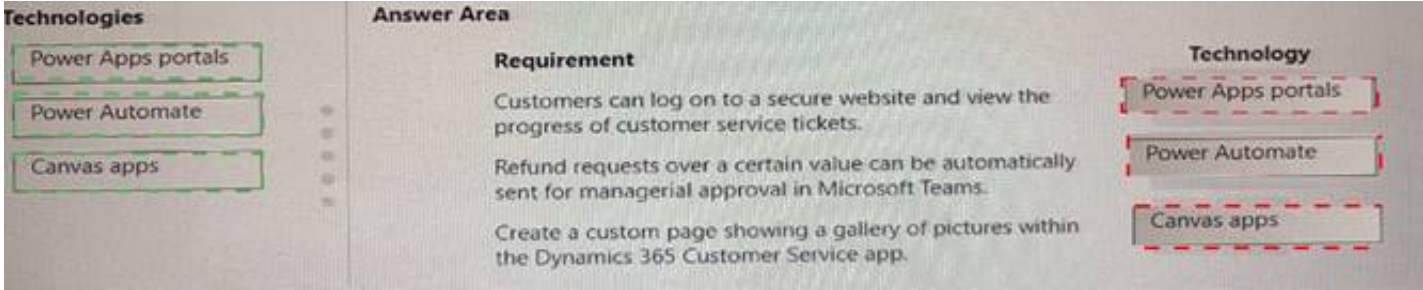 Technologies
Power Apps portals
Power Automate
Canvas apps
Answer Area
Requirement
Technology
Customers can log on to a secure website and view the
progress of customer service tickets.
Power Apps portals
Refund requests over a certain value can be automatically
sent for managerial approval in Microsoft Teams.
Power Automate
Create a custom page showing a gallery of pictures within
the Dynamics 365 Customer Service app.
Canvas apps